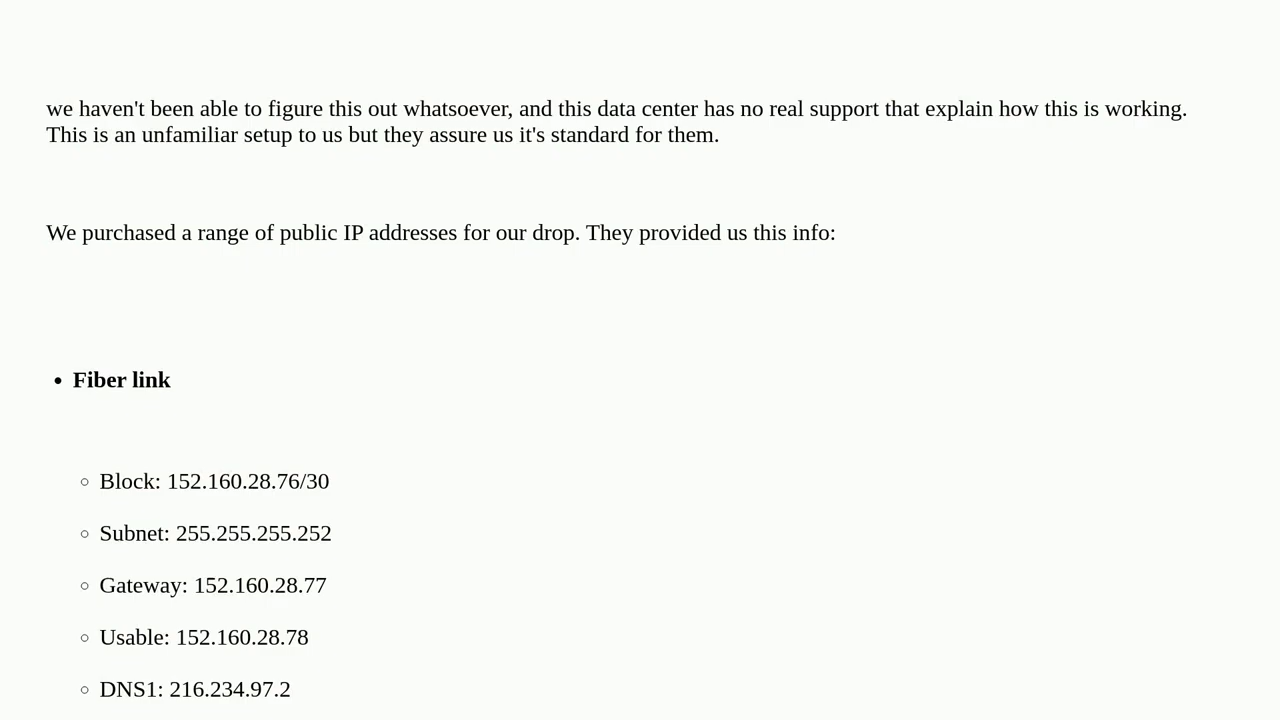 we haven't been able to figure this out whatsoever, and this data center has no real support that explain how this is working.
This is an unfamiliar setup to us but they assure us it's standard for them.
We purchased a range of public IP addresses for our drop. They provided us this info:
• Fiber link
○ Block: 152.160.28.76/30
○ Subnet: 255.255.255.252
○ Gateway: 152.160.28.77
○ Usable: 152.160.28.78
○ DNS1: 216.234.97.2